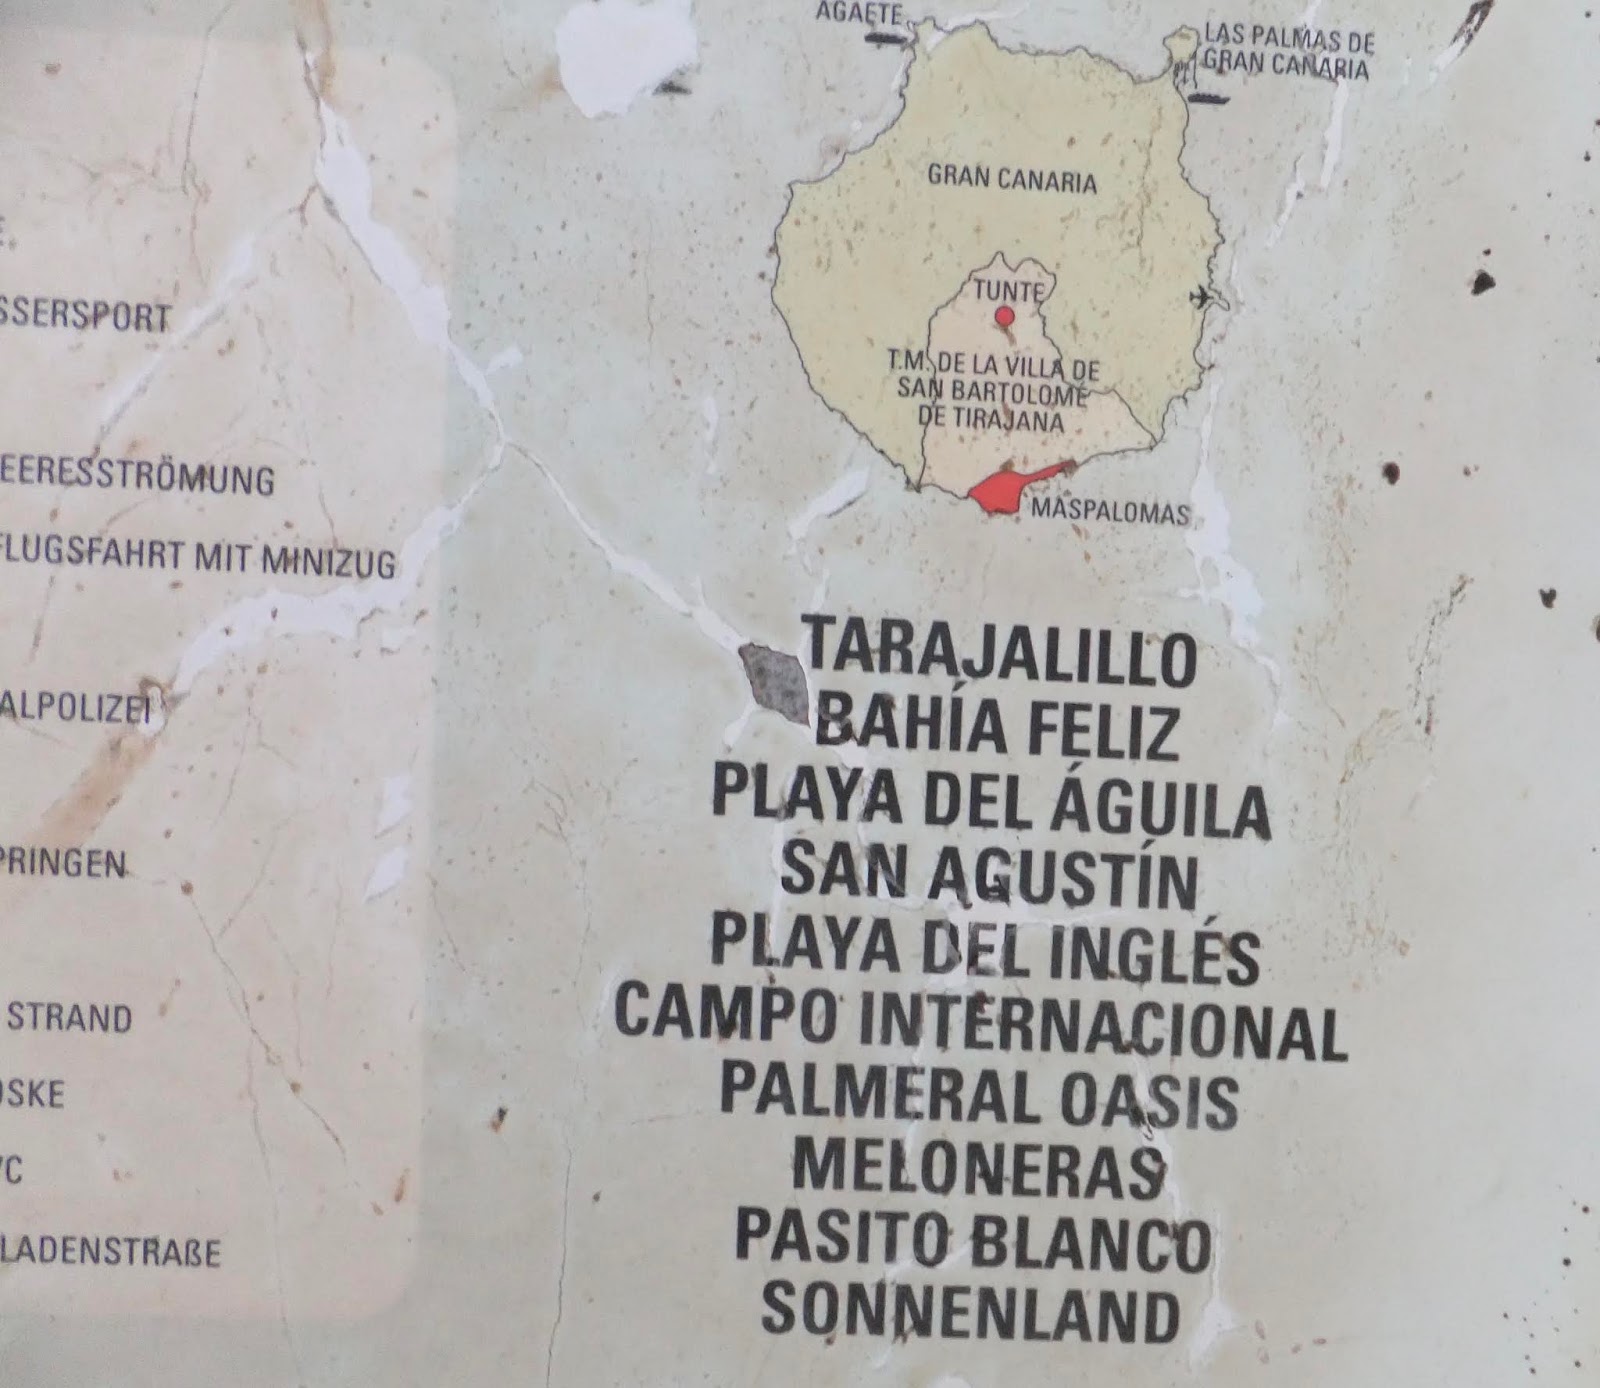 AGAETE
LAS PALMAS DE
GRAN CANARIA
GRAN CANARIA
TUNTE
T.M. DE LA VILLA DE
SAN BARTOLOMÉ
DE TIRAJANA
MASPALOMAS
SSERSPORT
EERESSTRÖMUNG
FLUGSFAHRT MIT MINIZUG
ALPOLIZEI
PRINGEN
STRAND
OSKE
C
LADENSTRAßE
TARAJALILLO
BAHÍA FELIZ
PLAYA DEL ÁGUILA
SAN AGUSTÍN
PLAYA DEL INGLÉS
CAMPO INTERNACIONAL
PALMERAL OASIS
MELONERAS
PASITO BLANCO
SONNENLAND